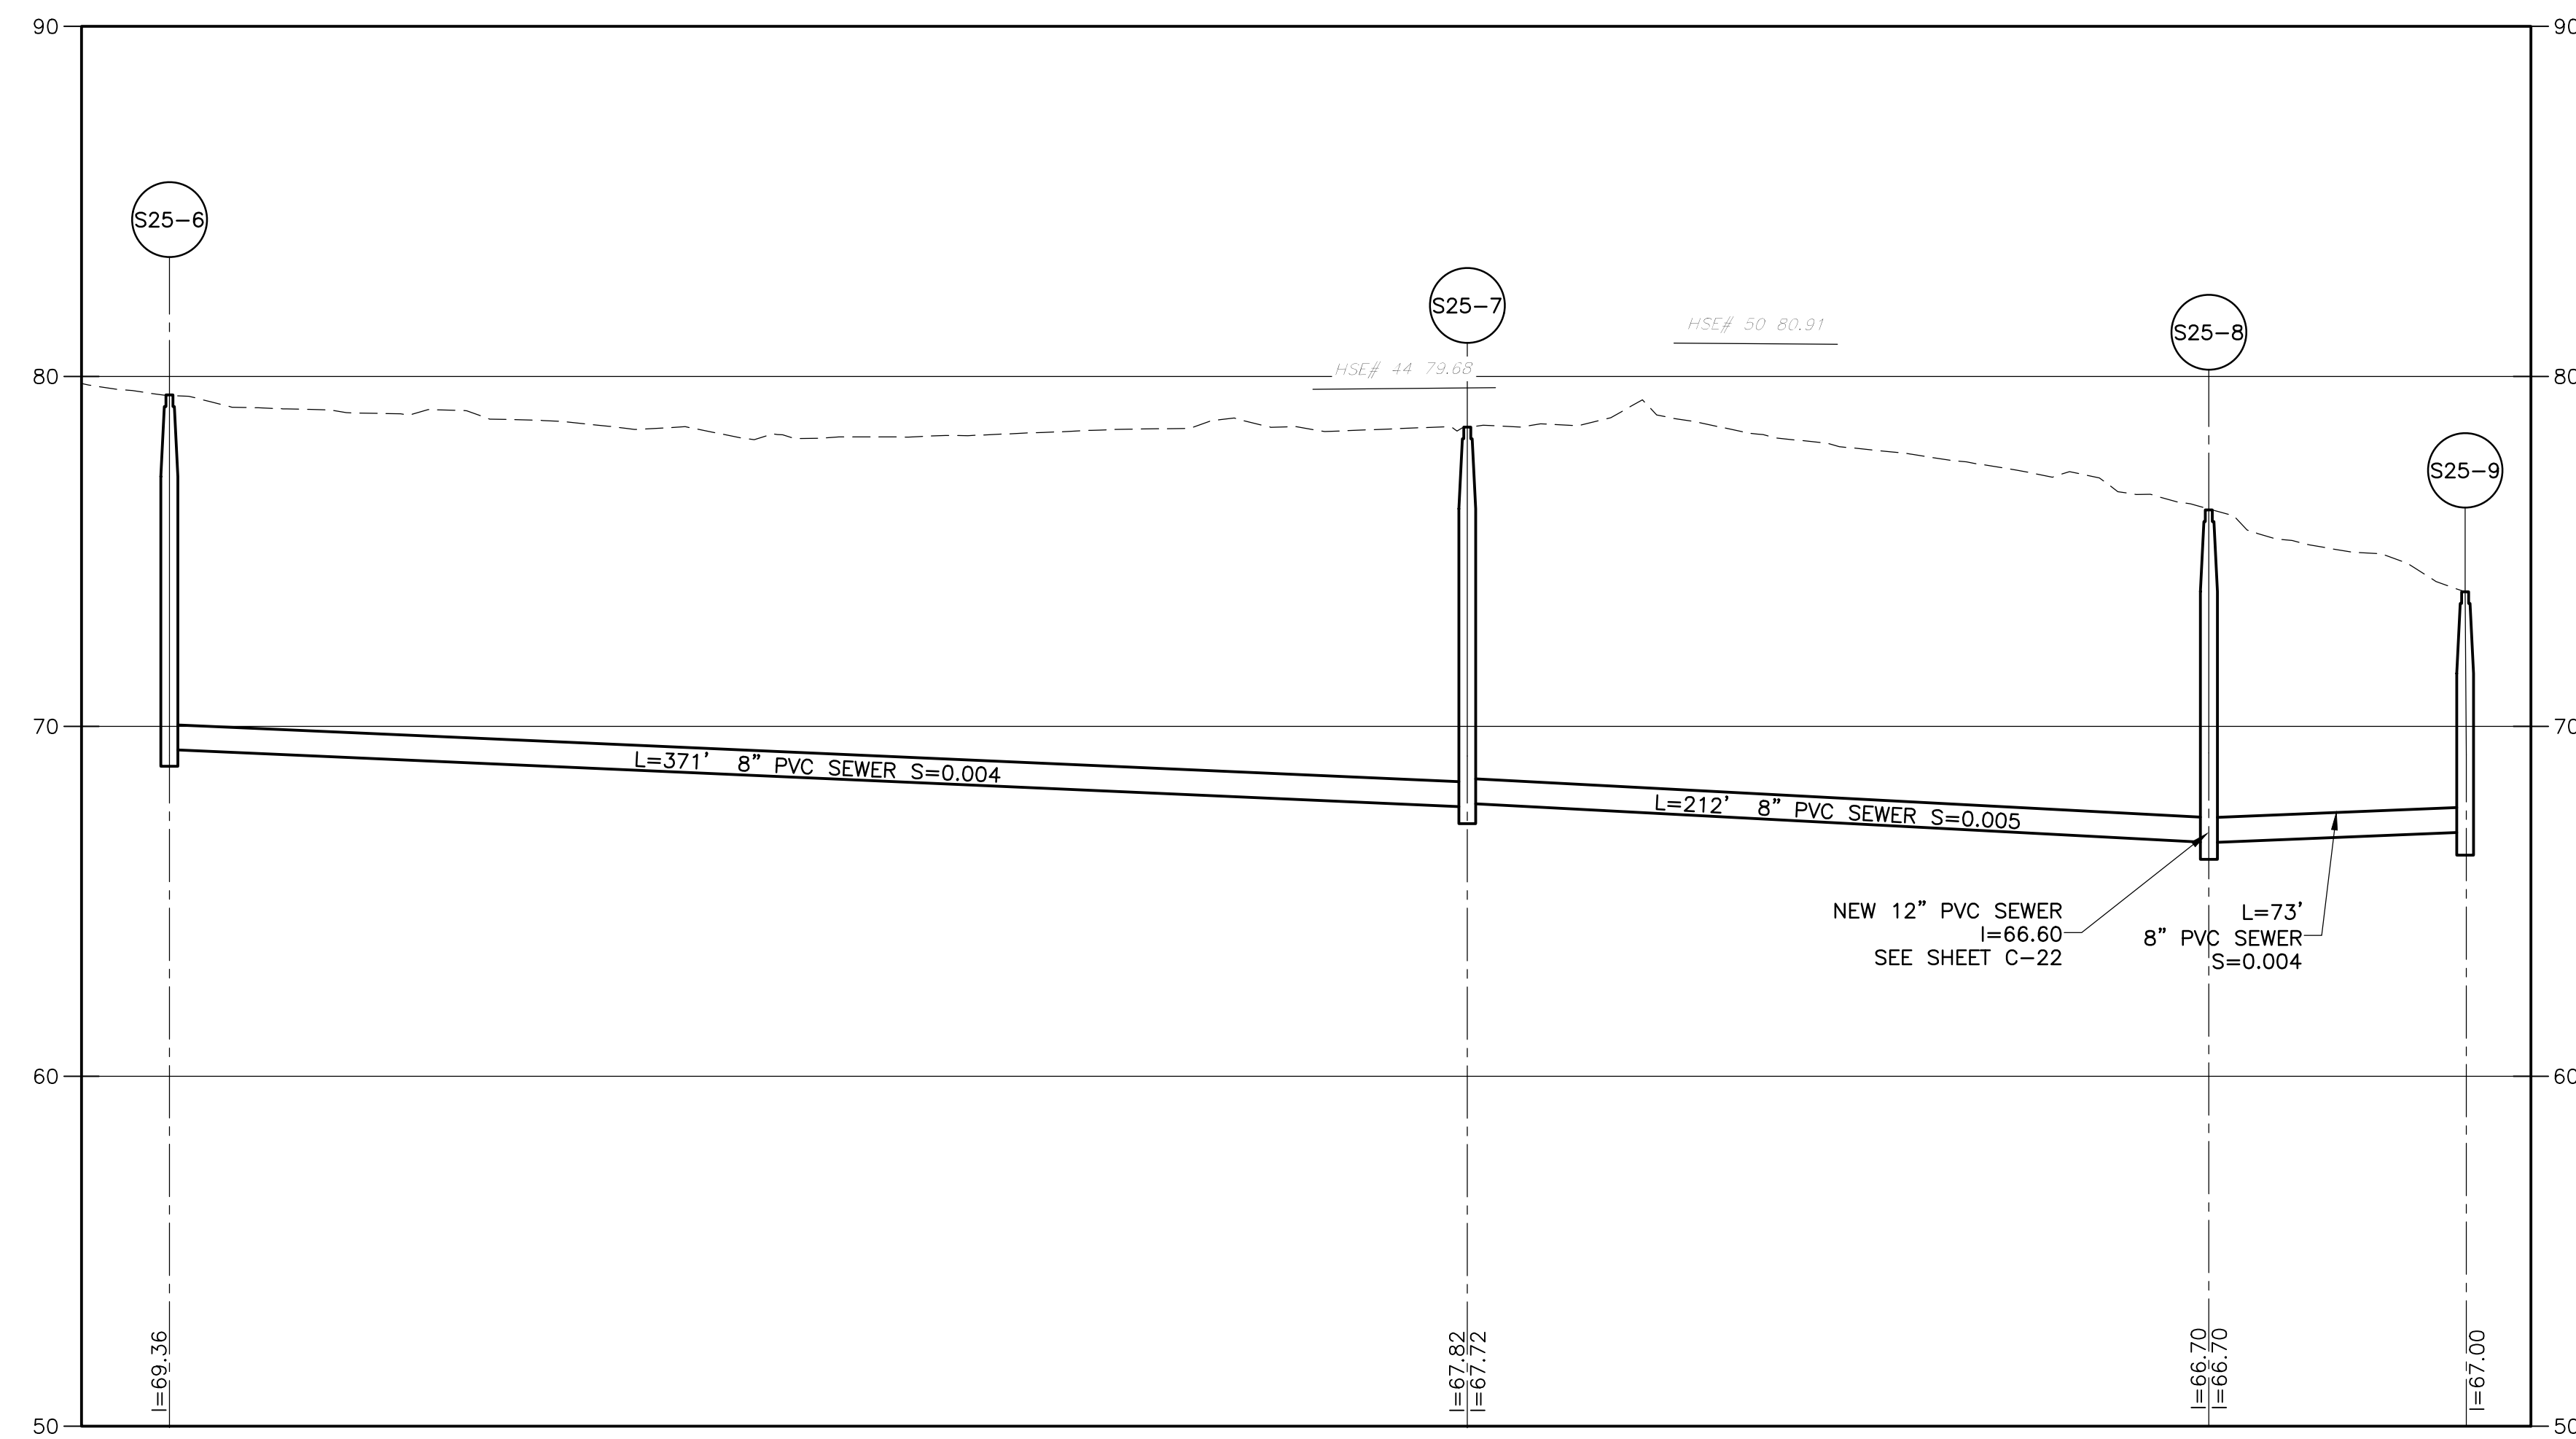 90 90
S25-6
S25-7
S25-8
HSE# 50 80.91
HSE# 44 79.68
80 80
S25-9
70 70
L=371' 8" PVC SEWER S=0.004
L=212' 8" PVC SEWER S=0.005
NEW 12" PVC SEWER
I=66.60
SEE SHEET C-22
L=73'
8" PVC SEWER
S=0.004
60 60
I=69.36
I=67.82
I=67.72
I=66.70
I=66.70
I=67.00
50 50